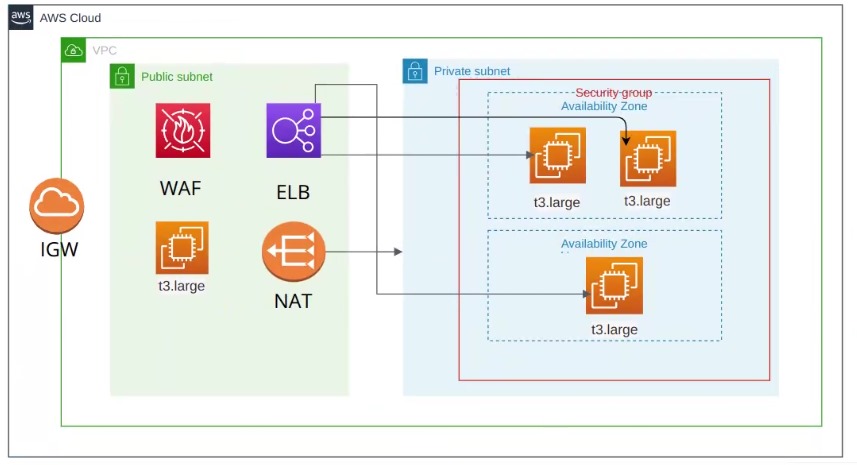 aws
AWS Cloud
VPC
Public subnet
Private subnet
Security group
Availability Zone
WAF
ELB
t3.large
t3.large
IGW
t3.large
NAT
Availability Zone
t3.large